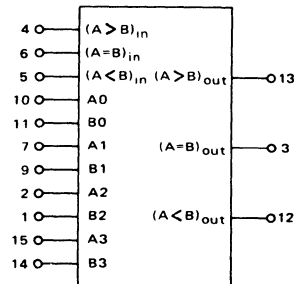 4 (A>B)in
6 (A=B)in
5 (A<B)in (A>B)out 13
10 A0
11 B0
7 A1 (A=B)out 3
9 B1
2 A2
1 B2 (A<B)out 12
15 A3
14 B3